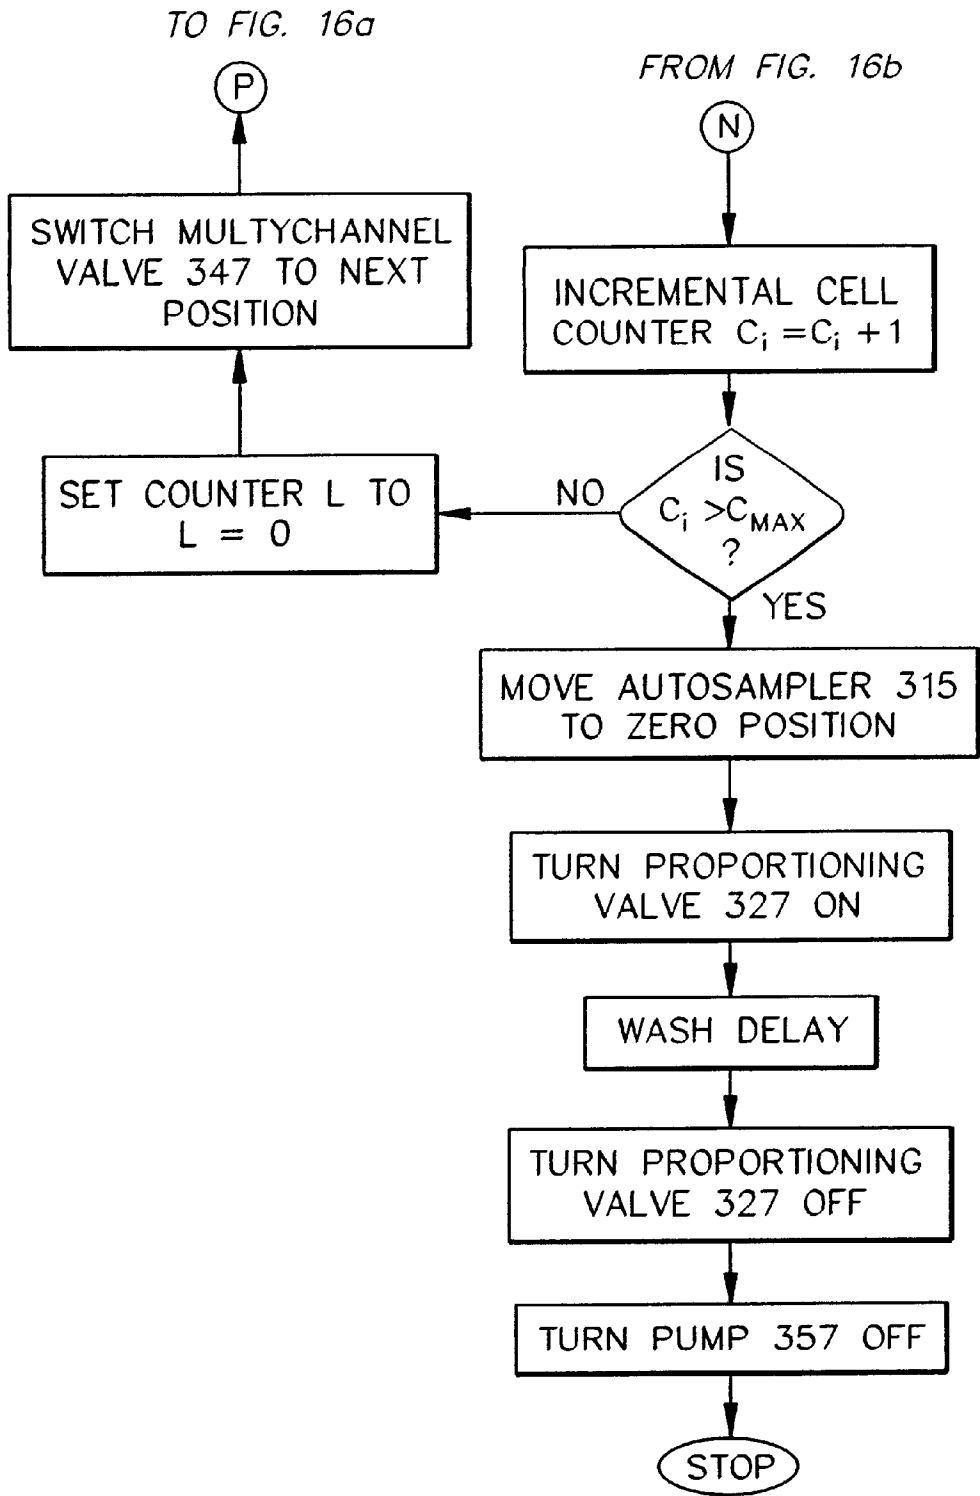 TO FIG. 16a
P
SWITCH MULTYCHANNEL
VALVE 347 TO NEXT
POSITION
SET COUNTER L TO
L = 0
FROM FIG. 16b
N
INCREMENTAL CELL
COUNTER Ci =Ci +1
IS
Ci >CMAX
?
NO
YES
MOVE AUTOSAMPLER 315
TO ZERO POSITION
TURN PROPORTIONING
VALVE 327 ON
WASH DELAY
TURN PROPORTIONING
VALVE 327 OFF
TURN PUMP 357 OFF
STOP